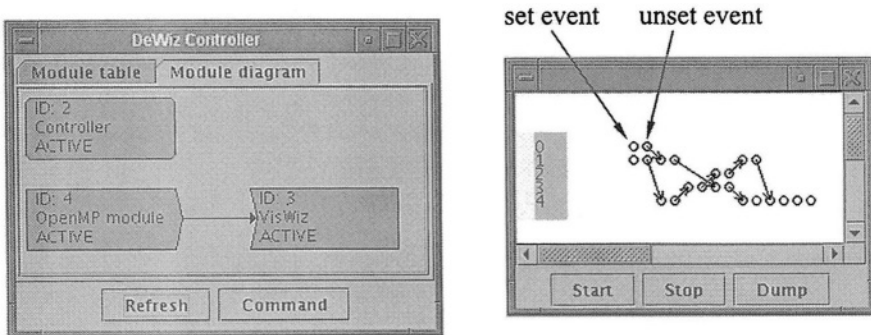 DeWiz Controller
Module table Module diagram
ID: 2
Controller
ACTIVE
ID: 4
OpenMP module
ACTIVE
ID: 3
VisWiz
ACTIVE
Refresh Command
set event unset event
0
1
2
3
4
Start Stop Dump